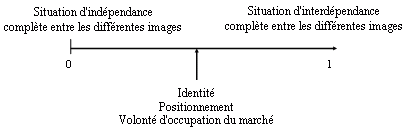 Situation d'indépendance
complète entre les différentes images
Situation d'interdépendance
complète entre les différentes images
0
1
Identité
Positionnement
Volonté d'occupation du marché